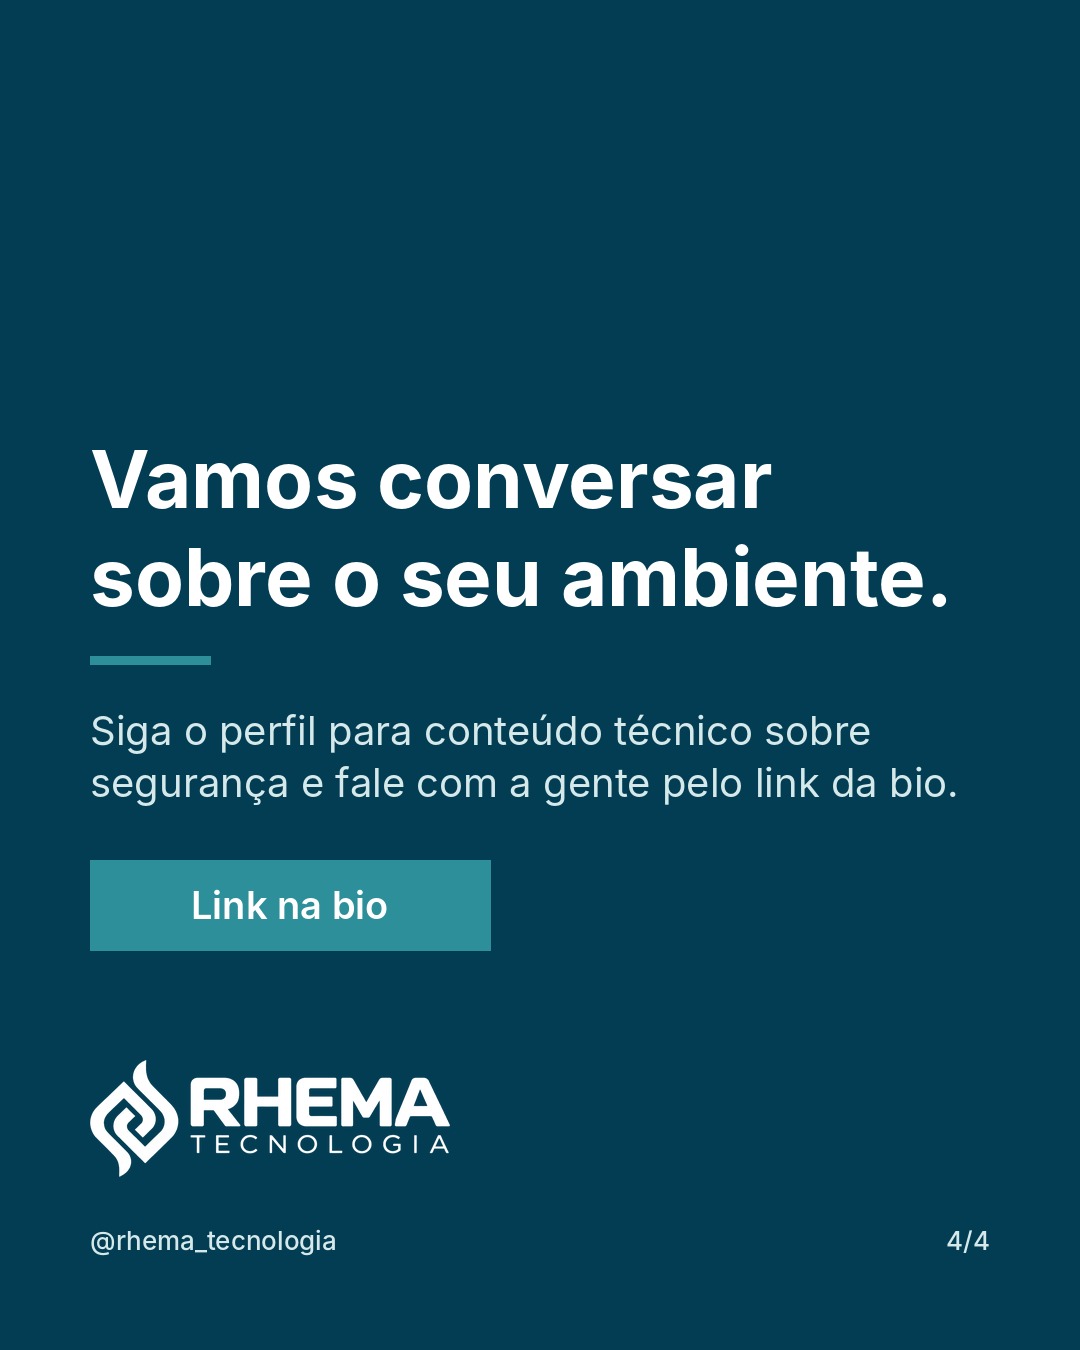 Vamos conversar
sobre o seu ambiente.
Siga o perfil para conteúdo técnico sobre
segurança e fale com a gente pelo link da bio.
Link na bio
RHEMA
TECNOLOGIA
@rhema_tecnologia
4/4